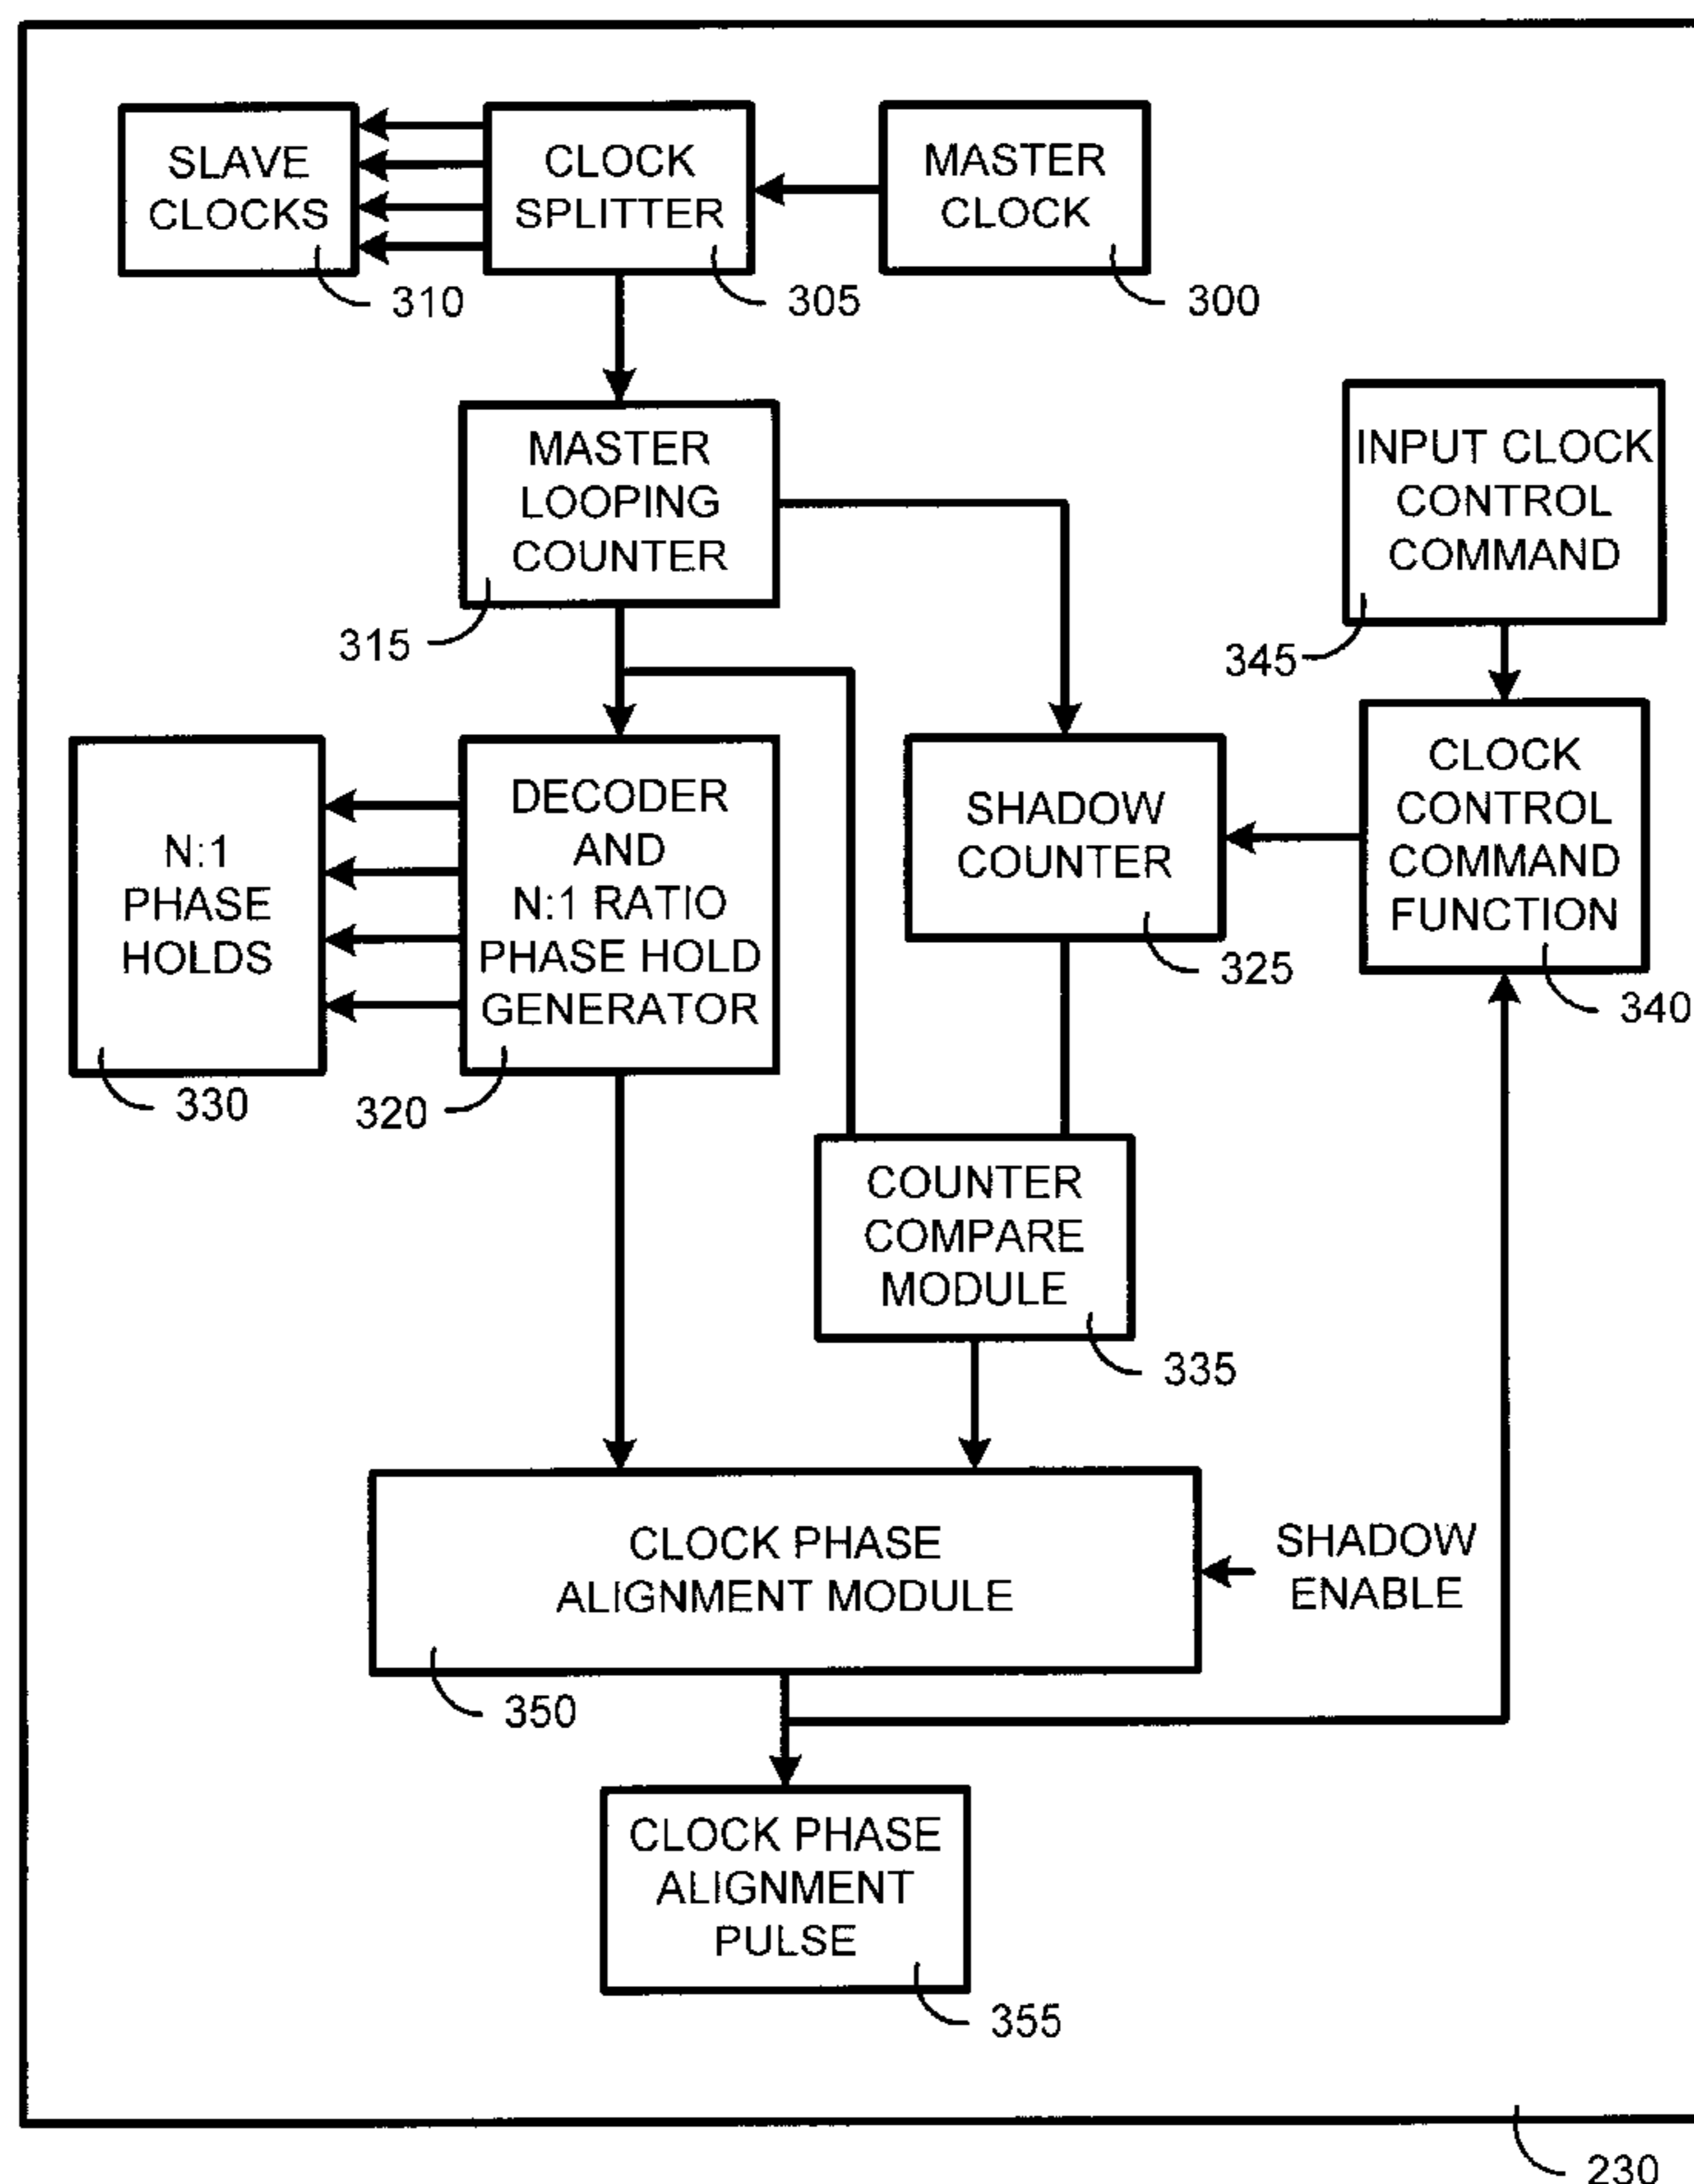 SLAVE
CLOCKS
CLOCK
SPLITTER
MASTER
CLOCK
310
305
300
MASTER
LOOPING
COUNTER
315
INPUT CLOCK
CONTROL
COMMAND
345
N:1
PHASE
HOLDS
330
DECODER
AND
N:1 RATIO
PHASE HOLD
GENERATOR
320
SHADOW
COUNTER
325
CLOCK
CONTROL
COMMAND
FUNCTION
340
COUNTER
COMPARE
MODULE
335
CLOCK PHASE
ALIGNMENT MODULE
350
SHADOW
ENABLE
CLOCK PHASE
ALIGNMENT
PULSE
355
230